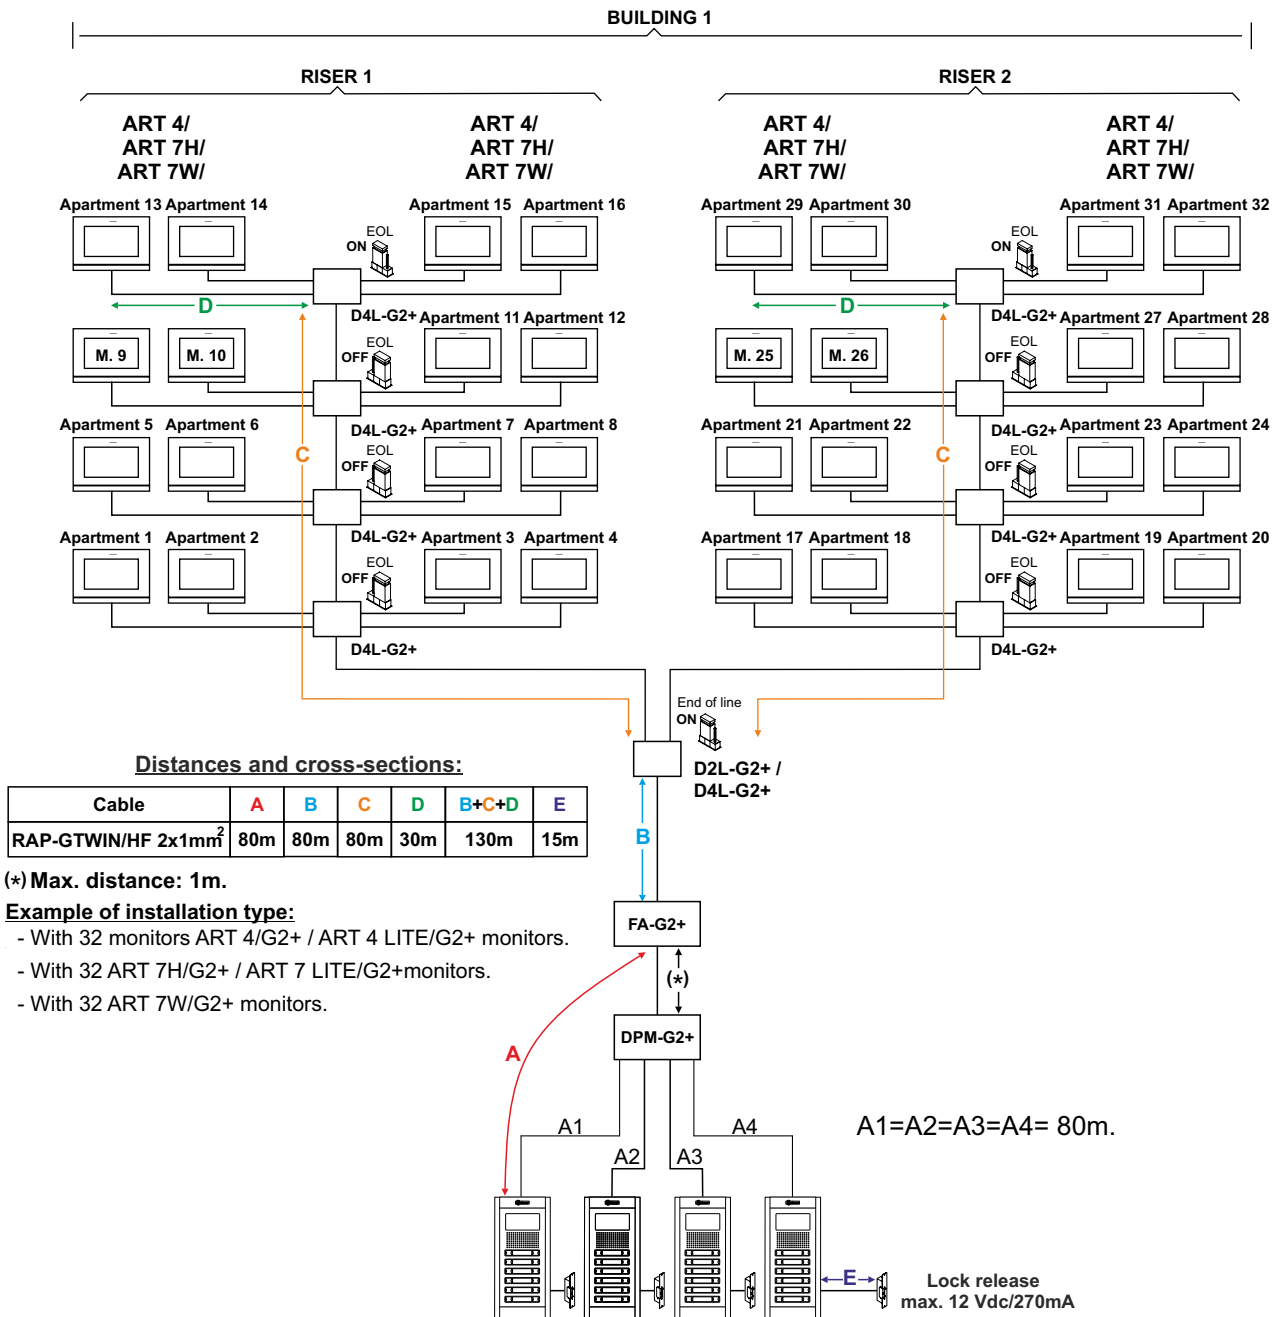 BUILDING 1
RISER 1
RISER 2
ART 4/
ART 7H/
ART 7W/
ART 4/
ART 7H/
ART 7W/
ART 4/
ART 7H/
ART 7W/
ART 4/
ART 7H/
ART 7W/
Apartment 13 Apartment 14
Apartment 15 Apartment 16
Apartment 29 Apartment 30
Apartment 31 Apartment 32
EOL
ON
EOL
ON
D
D
D4L-G2+ Apartment 11 Apartment 12
D4L-G2+ Apartment 27 Apartment 28
EOL
OFF
EOL
OFF
M. 9
M. 10
M. 25
M. 26
Apartment 5 Apartment 6
D4L-G2+ Apartment 7 Apartment 8
Apartment 21 Apartment 22
D4L-G2+ Apartment 23 Apartment 24
C
C
EOL
OFF
EOL
OFF
Apartment 1 Apartment 2
D4L-G2+ Apartment 3 Apartment 4
Apartment 17 Apartment 18
D4L-G2+ Apartment 19 Apartment 20
EOL
OFF
EOL
OFF
D4L-G2+
D4L-G2+
End of line
ON
D2L-G2+ /
D4L-G2+
Distances and cross-sections:
Cable A B C D B+C+D E
RAP-GTWIN/HF 2x1mm² 80m 80m 80m 30m 130m 15m
B
(*) Max. distance: 1m.
Example of installation type:
- With 32 monitors ART 4/G2+ / ART 4 LITE/G2+ monitors.
- With 32 ART 7H/G2+ / ART 7 LITE/G2+monitors.
- With 32 ART 7W/G2+ monitors.
FA-G2+
(*)
DPM-G2+
A
A1
A2
A3
A4
A1=A2=A3=A4= 80m.
E
Lock release
max. 12 Vdc/270mA